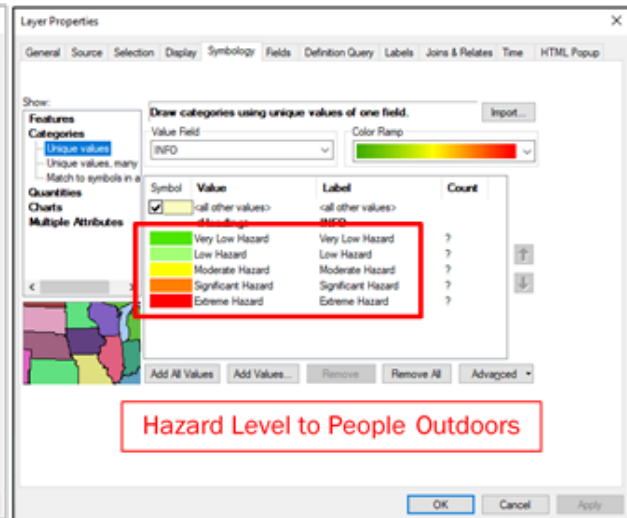 Layer Properties
General Source Selection Display Symbology Fields Definition Query Labels Joins & Relates Time HTML Popup
Show:
Features
Categories
Unique values
Unique values, many
Match to symbols in a
Quantities
Charts
Multiple Attributes
Draw categories using unique values of one field.
Import...
Value Field
Color Ramp
INFO
Symbol Value Label Count
<all other values> <all other values>
INFO
Very Low Hazard Very Low Hazard ?
Low Hazard Low Hazard ?
Moderate Hazard Moderate Hazard ?
Significant Hazard Significant Hazard ?
Extreme Hazard Extreme Hazard ?
Add All Values Add Values... Remove Remove All Advanced
Hazard Level to People Outdoors
OK Cancel Apply